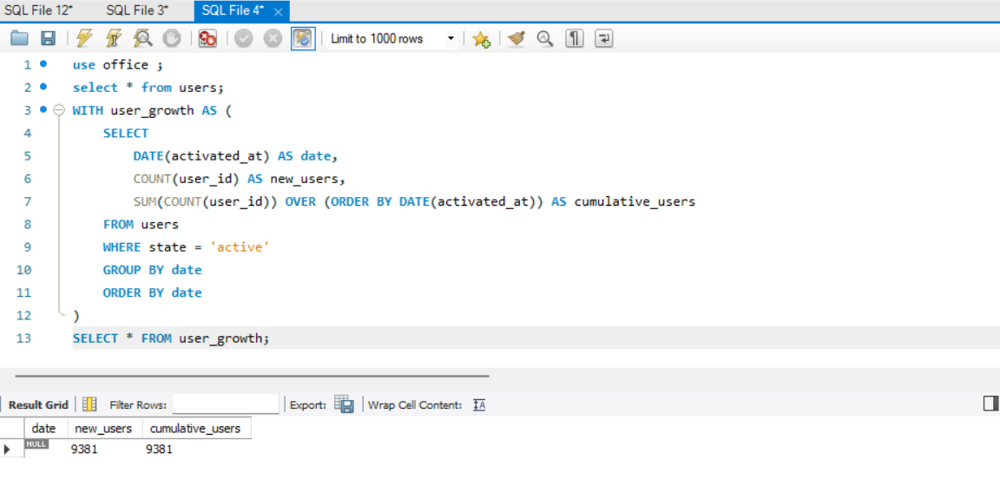 SQL File 12* SQL File 3* SQL File 4*
Limit to 1000 rows
1 use office ;
2 select * from users;
3 WITH user_growth AS (
4 SELECT
5 DATE(activated_at) AS date,
6 COUNT(user_id) AS new_users,
7 SUM(COUNT(user_id)) OVER (ORDER BY DATE(activated_at)) AS cumulative_users
8 FROM users
9 WHERE state = 'active'
10 GROUP BY date
11 ORDER BY date
12 )
13 SELECT * FROM user_growth;
Result Grid Filter Rows: Export: Wrap Cell Content: IA
date new_users cumulative_users
NULL 9381 9381